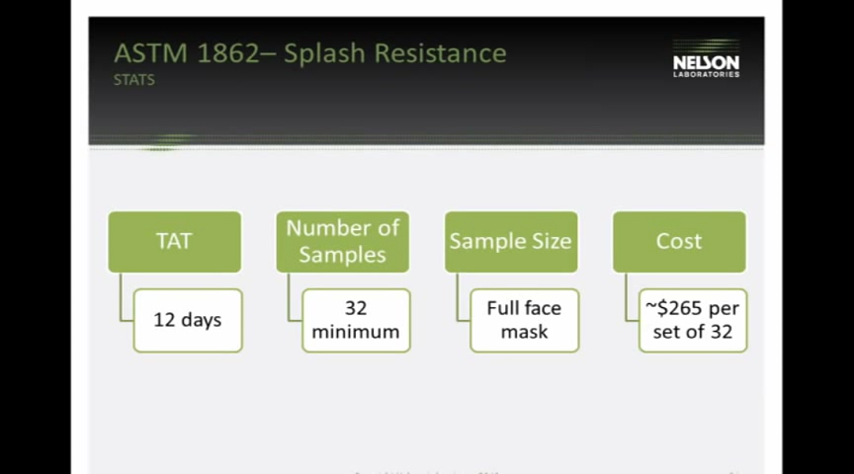 ASTM 1862– Splash Resistance
STATS
NELSON
LABORATORIES
TAT
12 days
Number of
Samples
32
minimum
Sample Size
Full face
mask
Cost
~$265 per
set of 32